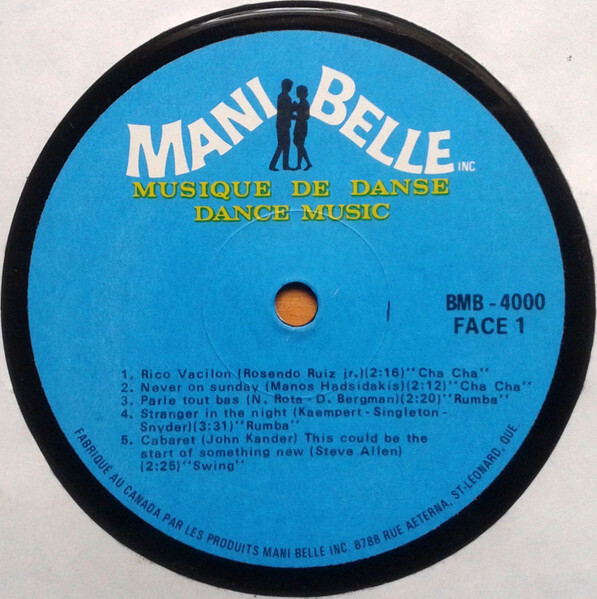 MANI BELLE INC.
MUSIQUE DE DANSE
DANCE MUSIC
BMB - 4000
FACE 1
1. Rico Vacilon (Rosendo Ruiz jr.)(2:16)"Cha Cha"
2. Never on sunday (Manos Hadsidakis)(2:12)"Cha Cha"
3. Parle tout bas (N. Rota - D. Bergman)(2:20)"Rumba"
4. Stranger in the night (Kaempert - Singleton -
Snyder)(3:31)"Rumba"
5. Cabaret (John Kander) This could be the
start of something new (Steve Allen)
(2:25)"Swing"
FABRIQUE AU CANADA PAR LES PRODUITS MANI BELLE INC. 8788 RUE AETERNA, ST-LEONARD, QUE.